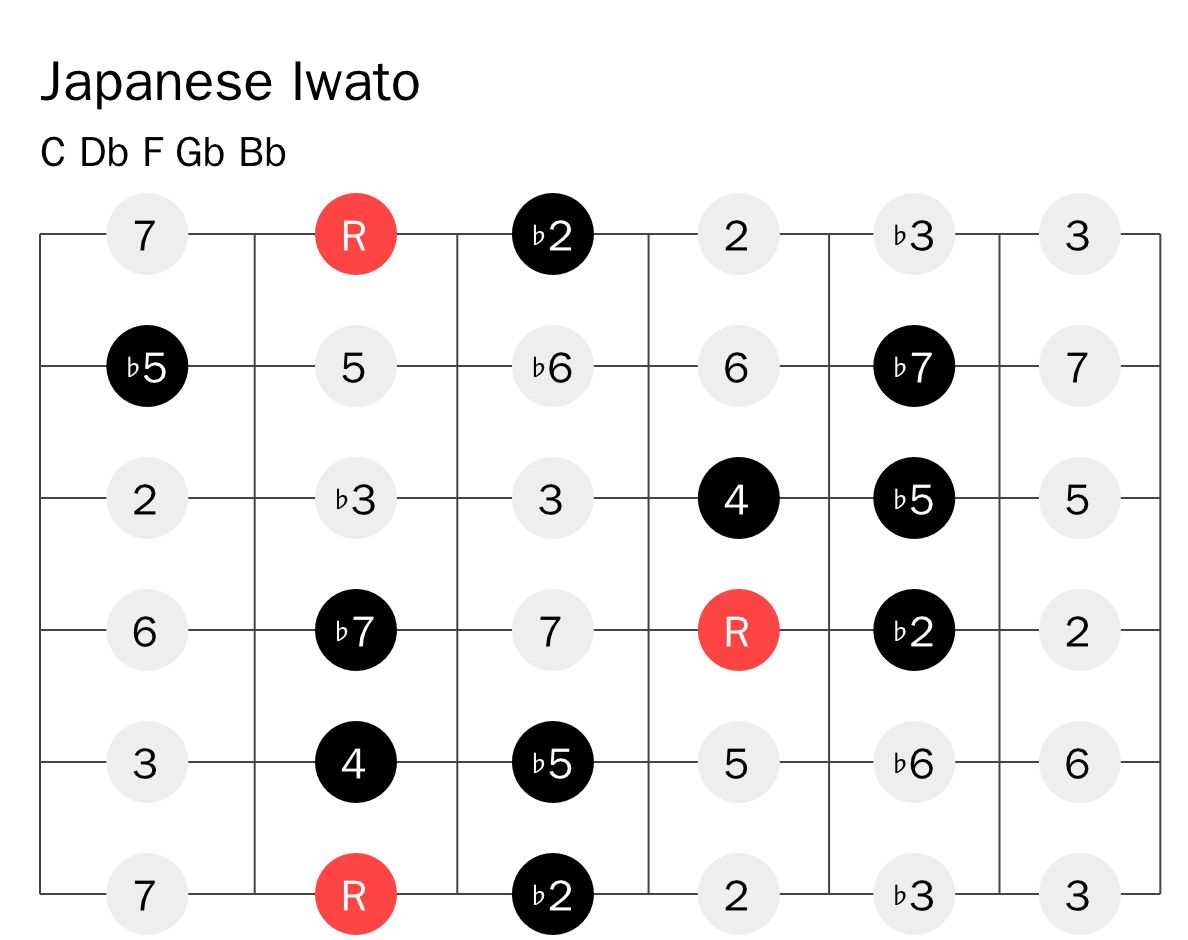 Japanese Iwato
C Db F Gb Bb
7 R ♭2 2 ♭3 3
♭5 5 ♭6 6 ♭7 7
2 ♭3 3 4 ♭5 5
6 ♭7 7 R ♭2 2
3 4 ♭5 5 ♭6 6
7 R ♭2 2 ♭3 3